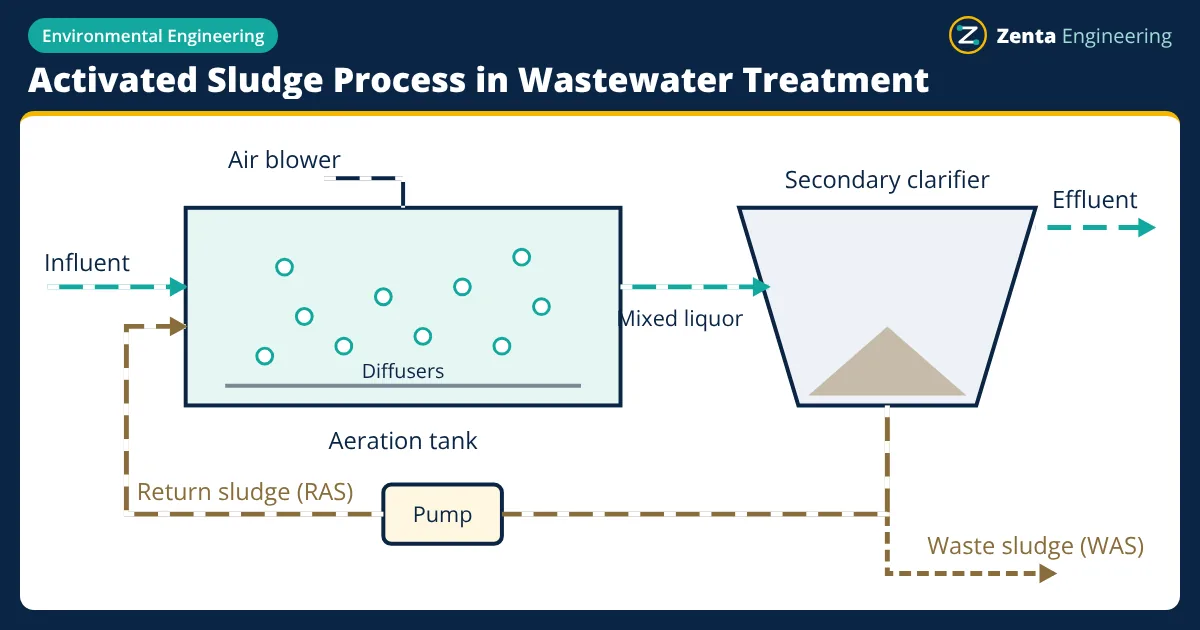 Environmental Engineering
Zenta Engineering
Activated Sludge Process in Wastewater Treatment
Air blower
Secondary clarifier
Effluent
Influent
Mixed liquor
Diffusers
Aeration tank
Return sludge (RAS)
Pump
Waste sludge (WAS)